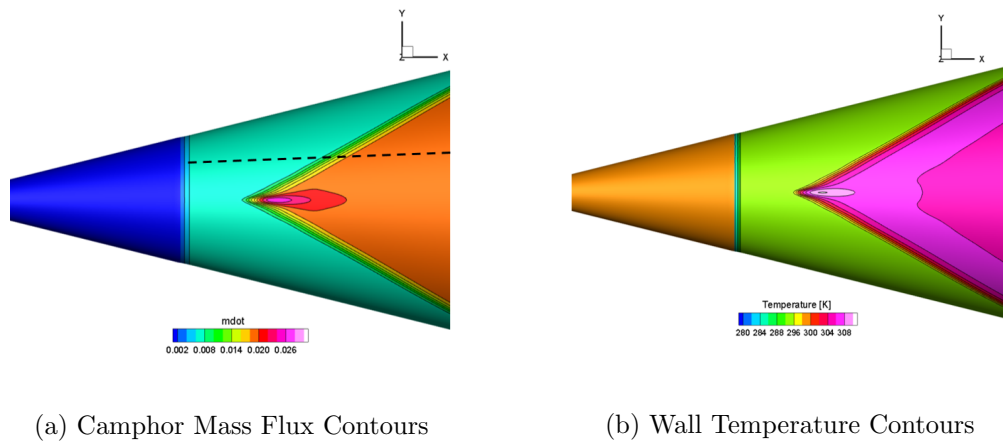 Y
Z X
mdot
0.002 0.008 0.014 0.020 0.026
(a) Camphor Mass Flux Contours
Y
Z X
Temperature [K]
280 284 288 292 296 300 304 308
(b) Wall Temperature Contours